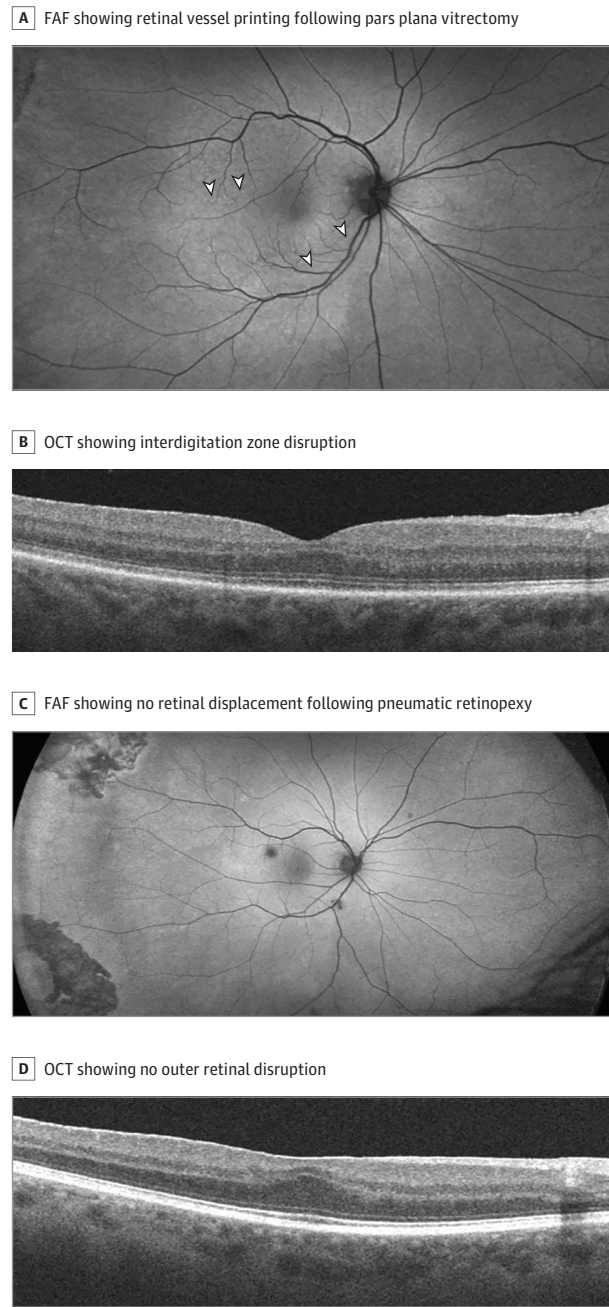 A FAF showing retinal vessel printing following pars plana vitrectomy
B OCT showing interdigitation zone disruption
C FAF showing no retinal displacement following pneumatic retinopexy
D OCT showing no outer retinal disruption